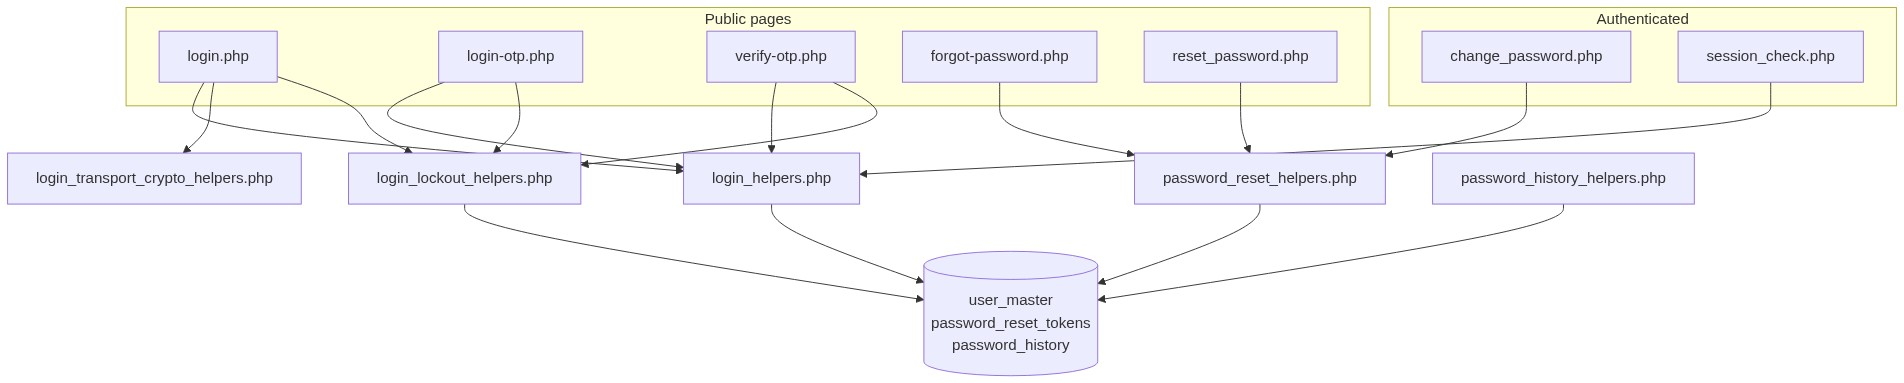 Public pages
Authenticated
login.php
login-otp.php
verify-otp.php
forgot-password.php
reset_password.php
change_password.php
session_check.php
login_transport_crypto_helpers.php
login_lockout_helpers.php
login_helpers.php
password_reset_helpers.php
password_history_helpers.php
user_master
password_reset_tokens
password_history